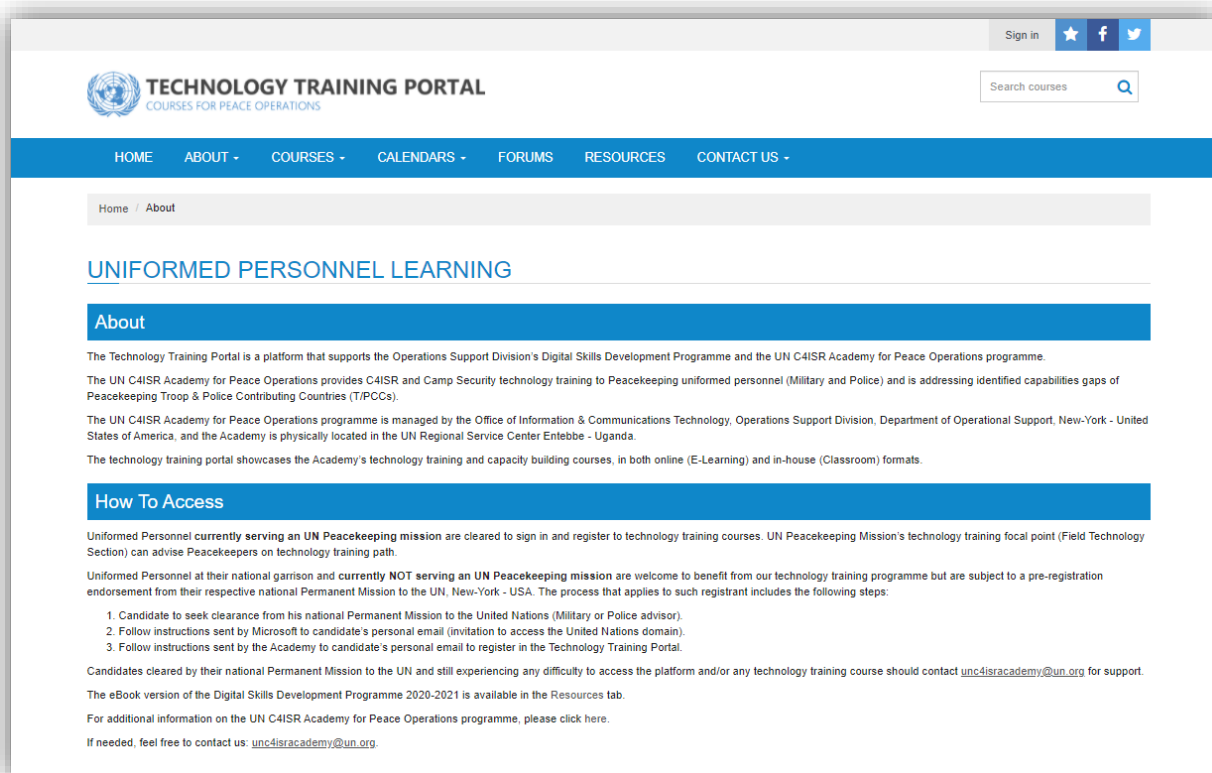 Sign in
TECHNOLOGY TRAINING PORTAL
COURSES FOR PEACE OPERATIONS
Search courses
HOME ABOUT COURSES CALENDARS FORUMS RESOURCES CONTACT US
Home / About
UNIFORMED PERSONNEL LEARNING
About
The Technology Training Portal is a platform that supports the Operations Support Division's Digital Skills Development Programme and the UN C4ISR Academy for Peace Operations programme.
The UN C4ISR Academy for Peace Operations provides C4ISR and Camp Security technology training to Peacekeeping uniformed personnel (Military and Police) and is addressing identified capabilities gaps of
Peacekeeping Troop & Police Contributing Countries (T/PCCs).
The UN C4ISR Academy for Peace Operations programme is managed by the Office of Information & Communications Technology, Operations Support Division, Department of Operational Support, New-York - United
States of America, and the Academy is physically located in the UN Regional Service Center Entebbe - Uganda.
The technology training portal showcases the Academy's technology training and capacity building courses, in both online (E-Learning) and in-house (Classroom) formats.
How To Access
Uniformed Personnel currently serving an UN Peacekeeping mission are cleared to sign in and register to technology training courses. UN Peacekeeping Mission's technology training focal point (Field Technology
Section) can advise Peacekeepers on technology training path.
Uniformed Personnel at their national garrison and currently NOT serving an UN Peacekeeping mission are welcome to benefit from our technology training programme but are subject to a pre-registration
endorsement from their respective national Permanent Mission to the UN, New-York - USA. The process that applies to such registrant includes the following steps:
1. Candidate to seek clearance from his national Permanent Mission to the United Nations (Military or Police advisor).
2. Follow instructions sent by Microsoft to candidate's personal email (invitation to access the United Nations domain).
3. Follow instructions sent by the Academy to candidate's personal email to register in the Technology Training Portal.
Candidates cleared by their national Permanent Mission to the UN and still experiencing any difficulty to access the platform and/or any technology training course should contact unc4isracademy@un.org for support.
The eBook version of the Digital Skills Development Programme 2020-2021 is available in the Resources tab.
For additional information on the UN C4ISR Academy for Peace Operations programme, please click here.
If needed, feel free to contact us: unc4isracademy@un.org.